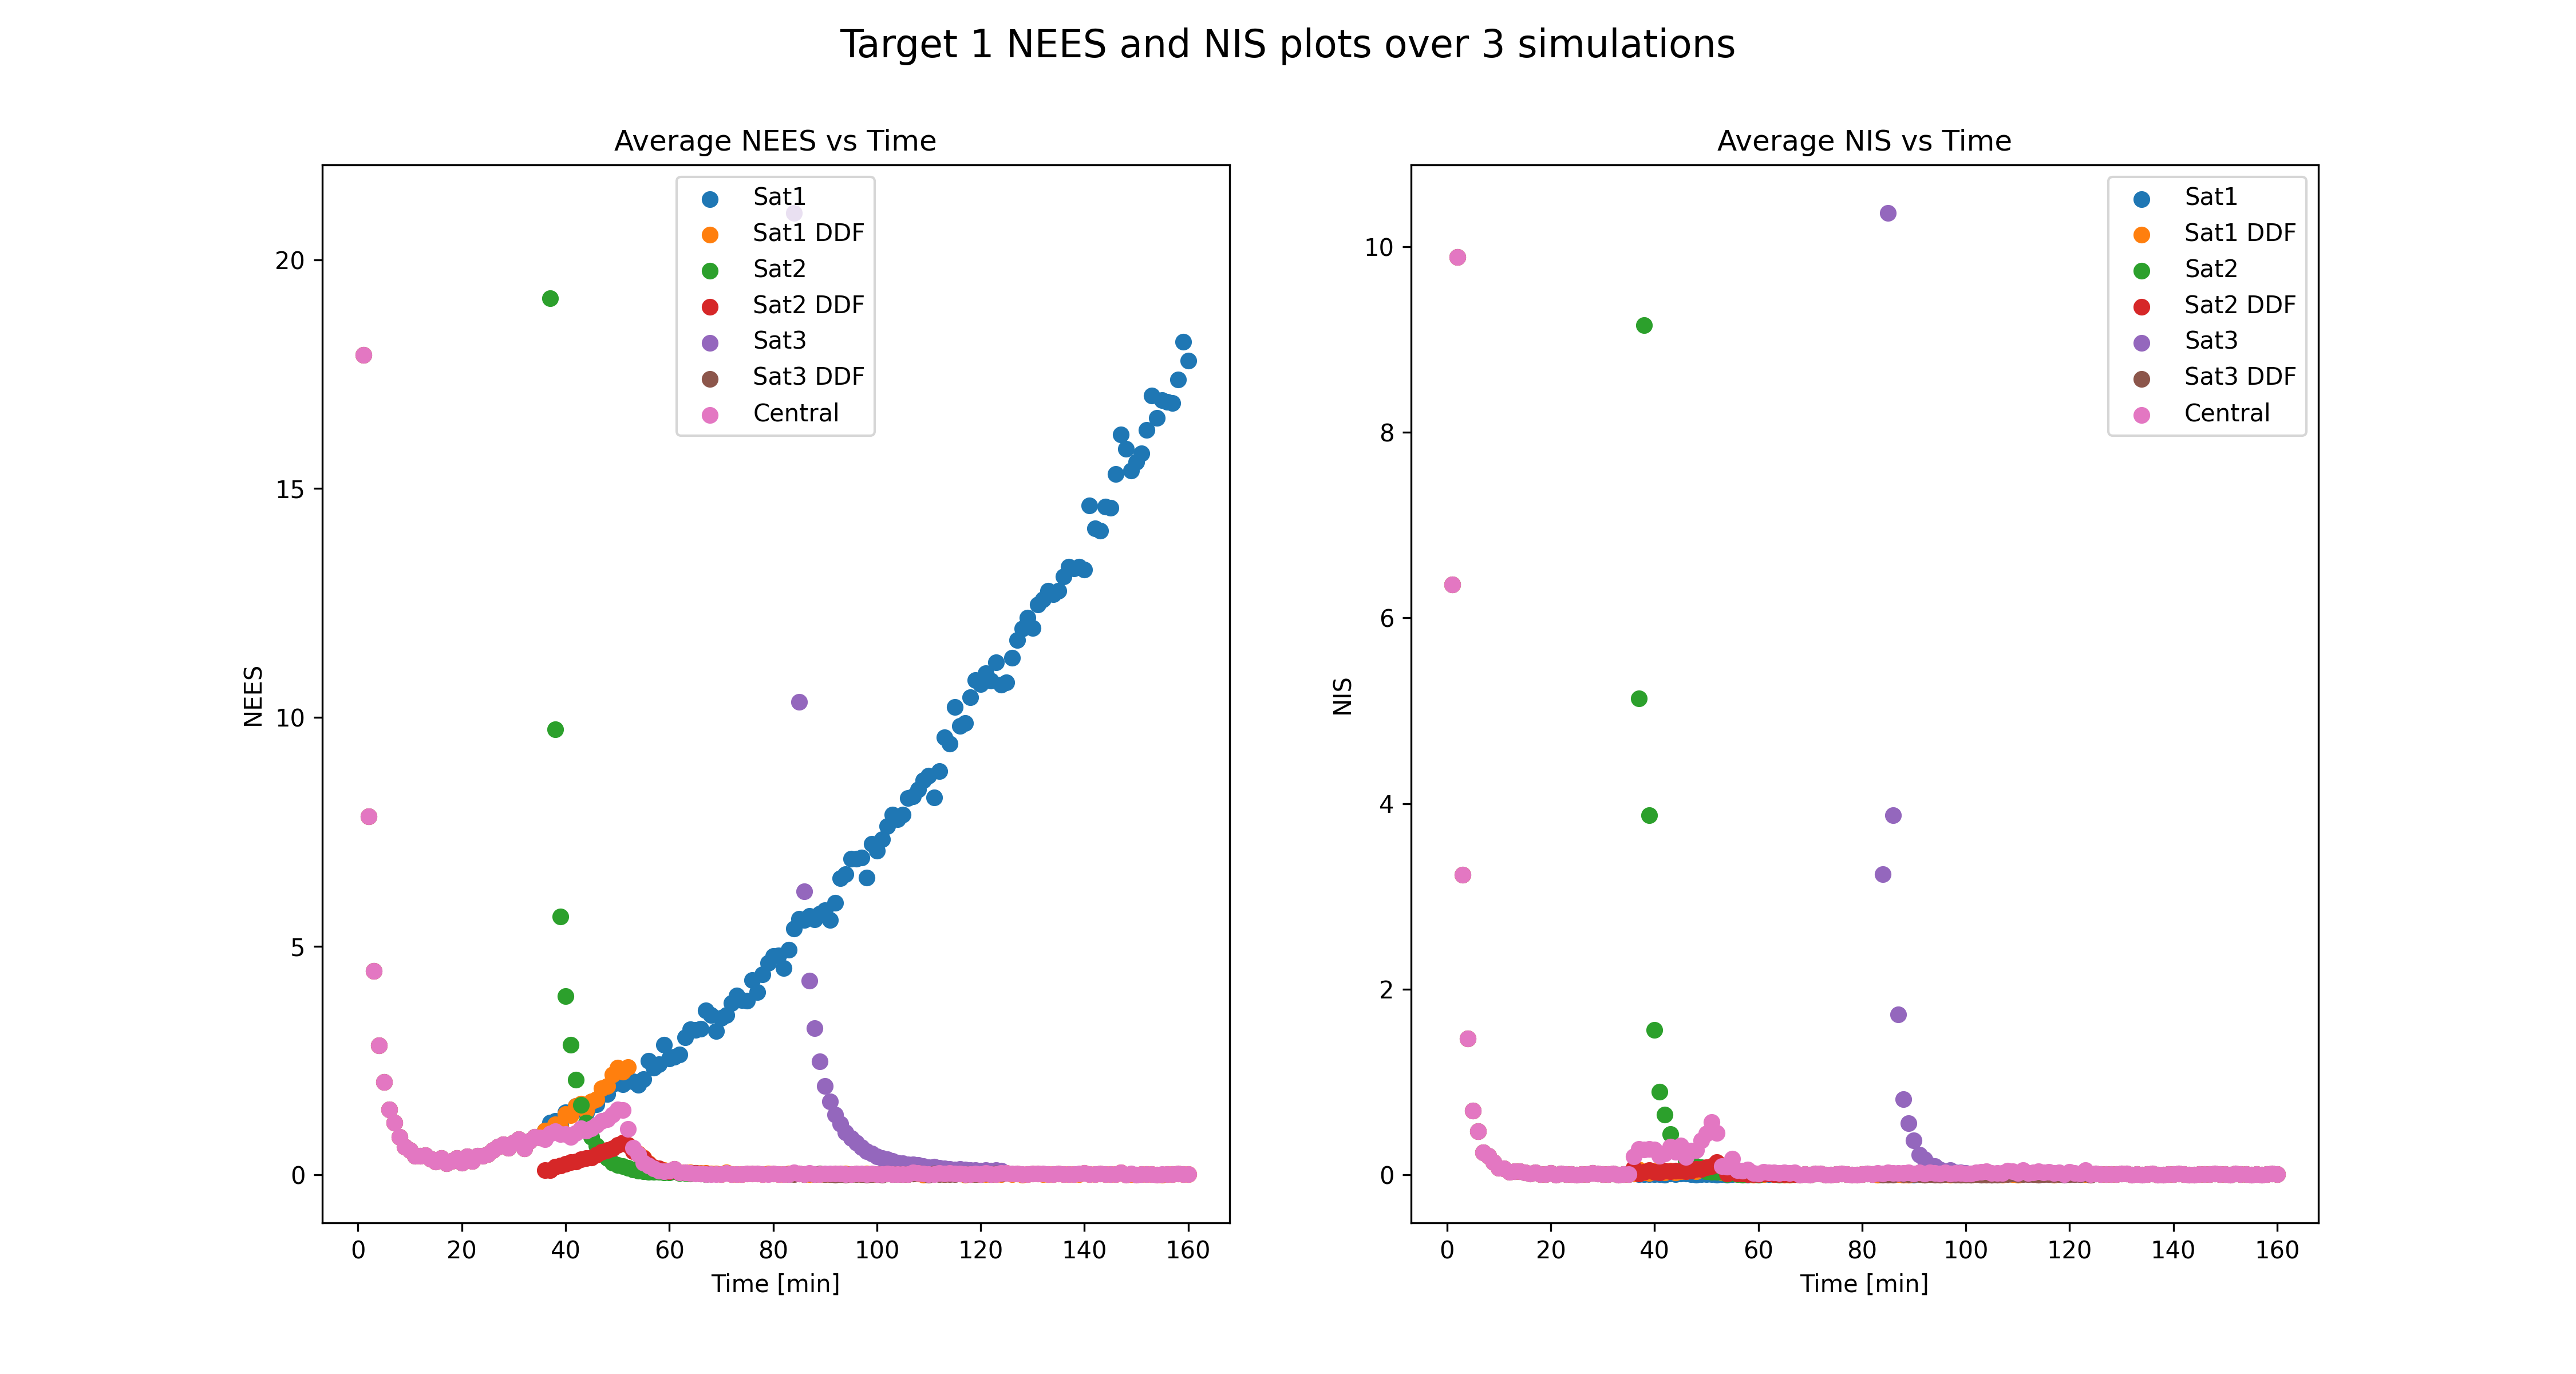 Target 1 NEES and NIS plots over 3 simulations
Average NEES vs Time
Sat1
Sat1 DDF
Sat2
Sat2 DDF
Sat3
Sat3 DDF
Central
20
15
10
5
0
NEES
0 20 40 60 80 100 120 140 160
Time [min]
Average NIS vs Time
Sat1
Sat1 DDF
Sat2
Sat2 DDF
Sat3
Sat3 DDF
Central
10
8
6
4
2
0
NIS
0 20 40 60 80 100 120 140 160
Time [min]